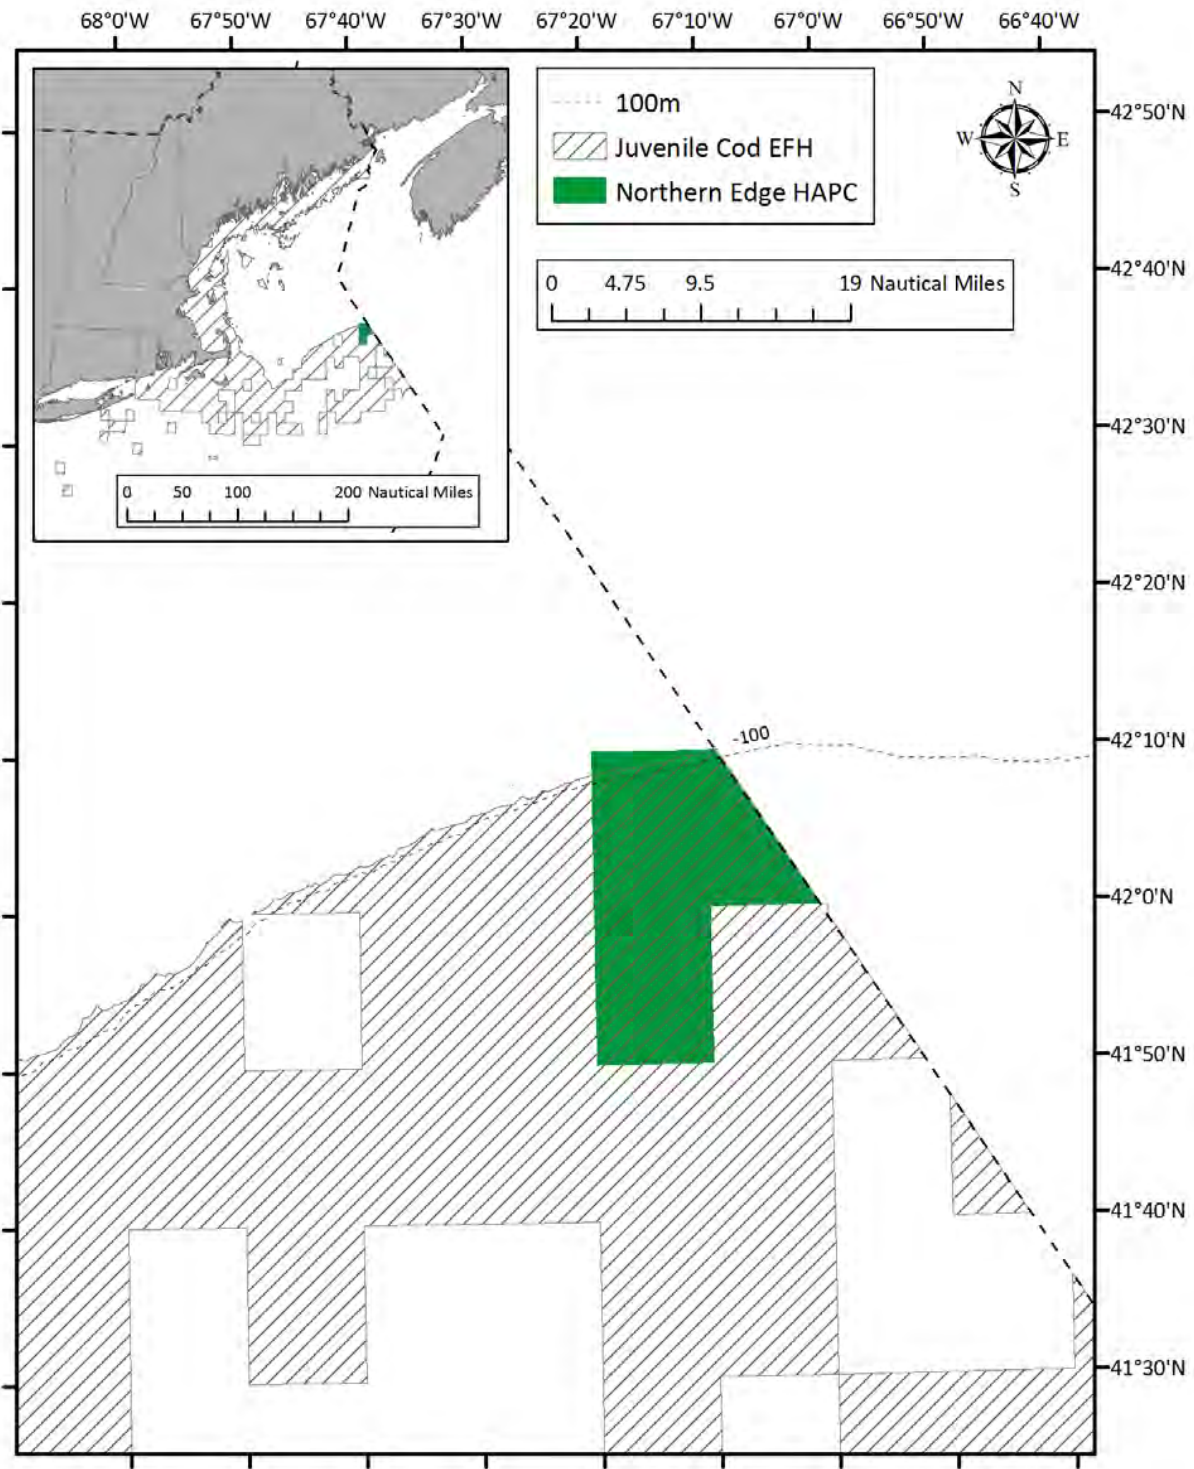 68°0'W 67°50'W 67°40'W 67°30'W 67°20'W 67°10'W 67°0'W 66°50'W 66°40'W
100m
Juvenile Cod EFH
Northern Edge HAPC
N
W E
S
0 4.75 9.5 19 Nautical Miles
0 50 100 200 Nautical Miles
-100
42°50'N
42°40'N
42°30'N
42°20'N
42°10'N
42°0'N
41°50'N
41°40'N
41°30'N